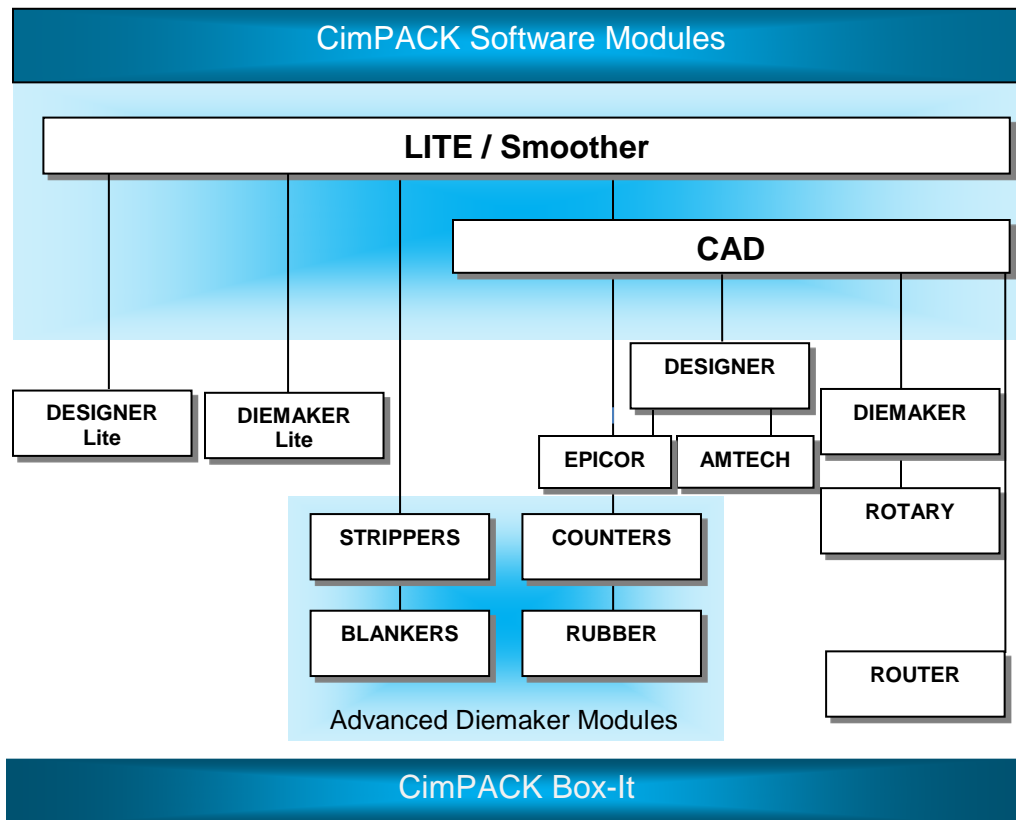 CimPACK Software Modules
LITE / Smoother
CAD
DESIGNER
DESIGNER
Lite
DIEMAKER
Lite
DIEMAKER
EPICOR
AMTECH
ROTARY
STRIPPERS
COUNTERS
BLANKERS
RUBBER
ROUTER
Advanced Diemaker Modules
CimPACK Box-It